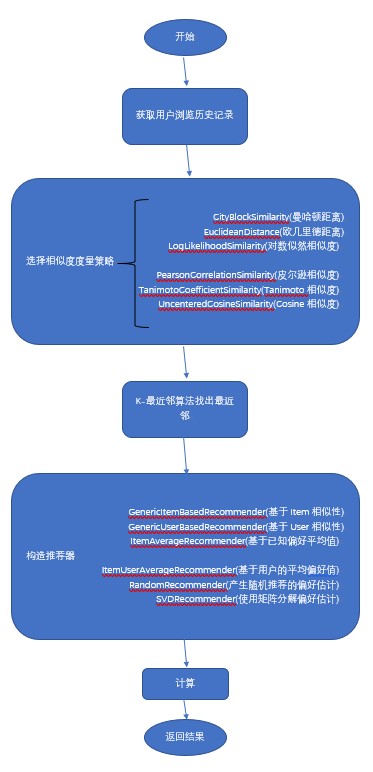 开始
获取用户浏览历史记录
选择相似度度量策略
CityBlockSimilarity(曼哈顿距离)
EuclideanDistance(欧几里德距离)
LogLikelihoodSimilarity(对数似然相似度)
PearsonCorrelationSimilarity(皮尔逊相似度)
TanimotoCoefficientSimilarity(Tanimoto 相似度)
UncenteredCosineSimilarity(Cosine 相似度)
K-最近邻算法找出最近
邻
构造推荐器
GenericItemBasedRecommender(基于 Item 相似性)
GenericUserBasedRecommender(基于 User 相似性)
ItemAverageRecommender(基于已知偏好平均值)
ItemUserAverageRecommender(基于用户的平均偏好值)
RandomRecommender(产生随机推荐的偏好估计)
SVDRecommender(使用矩阵分解偏好估计)
计算
返回结果